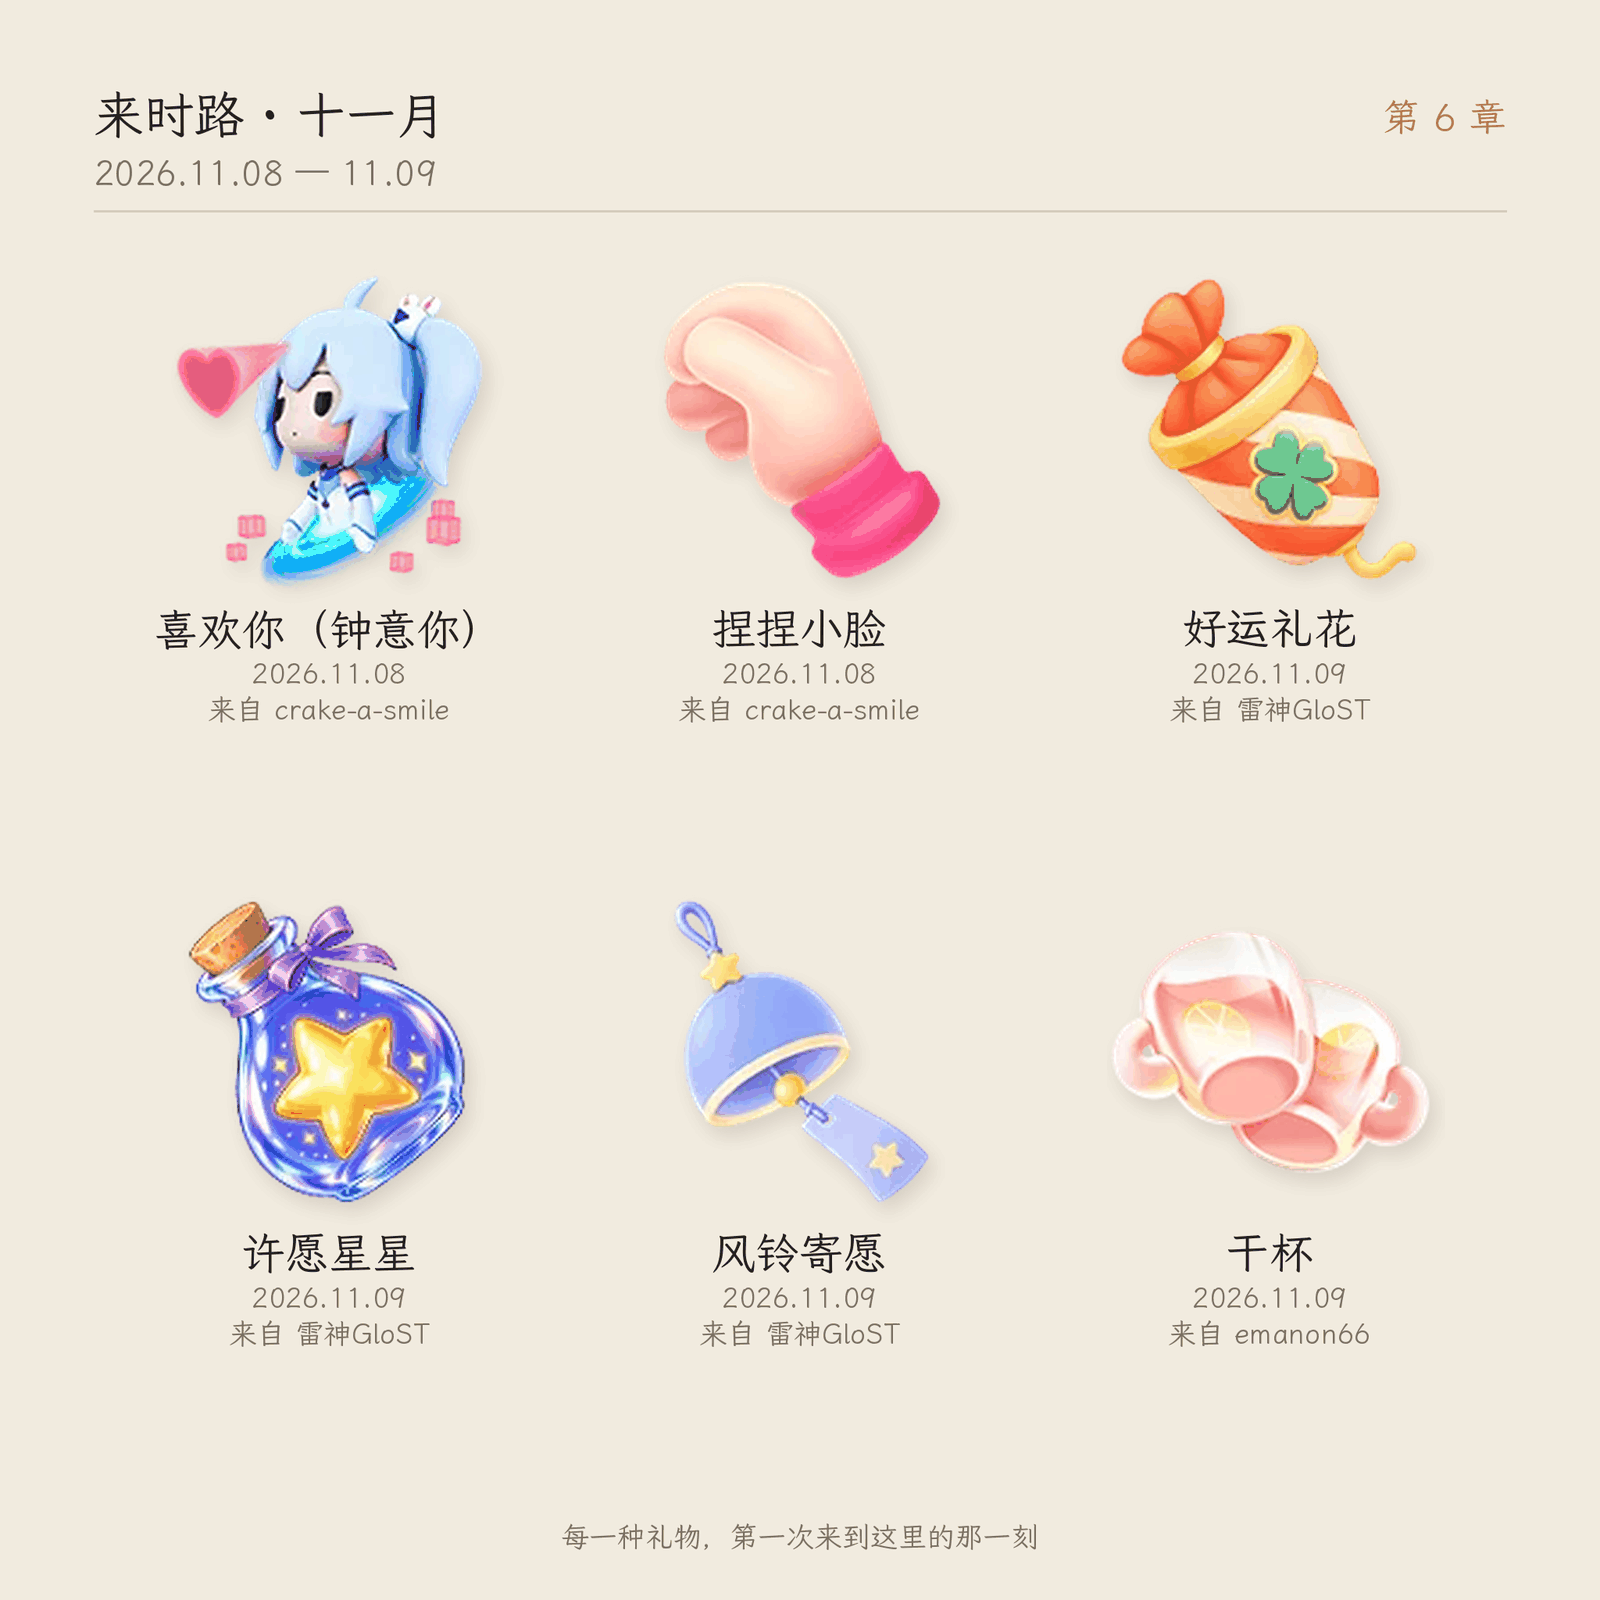 来时路·十一月
第 6 章
2026.11.08 — 11.09
喜欢你（钟意你）
2026.11.08
来自 crake-a-smile
捏捏小脸
2026.11.08
来自 crake-a-smile
好运礼花
2026.11.09
来自 雷神GloST
许愿星星
2026.11.09
来自 雷神GloST
风铃寄愿
2026.11.09
来自 雷神GloST
干杯
2026.11.09
来自 emanon66
每一种礼物，第一次来到这里的那一刻